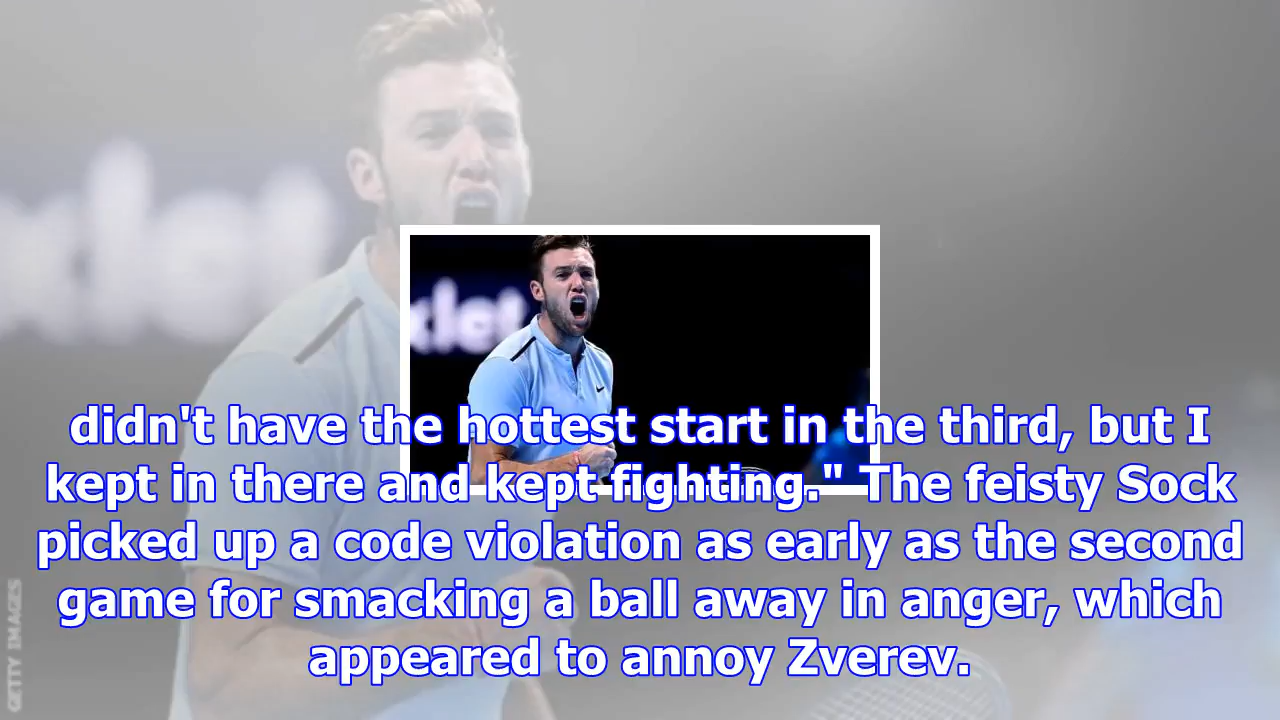 didn't have the hottest start in the third, but I
kept in there and kept fighting." The feisty Sock
picked up a code violation as early as the second
game for smacking a ball away in anger, which
appeared to annoy Zverev.
GETTY IMAGES